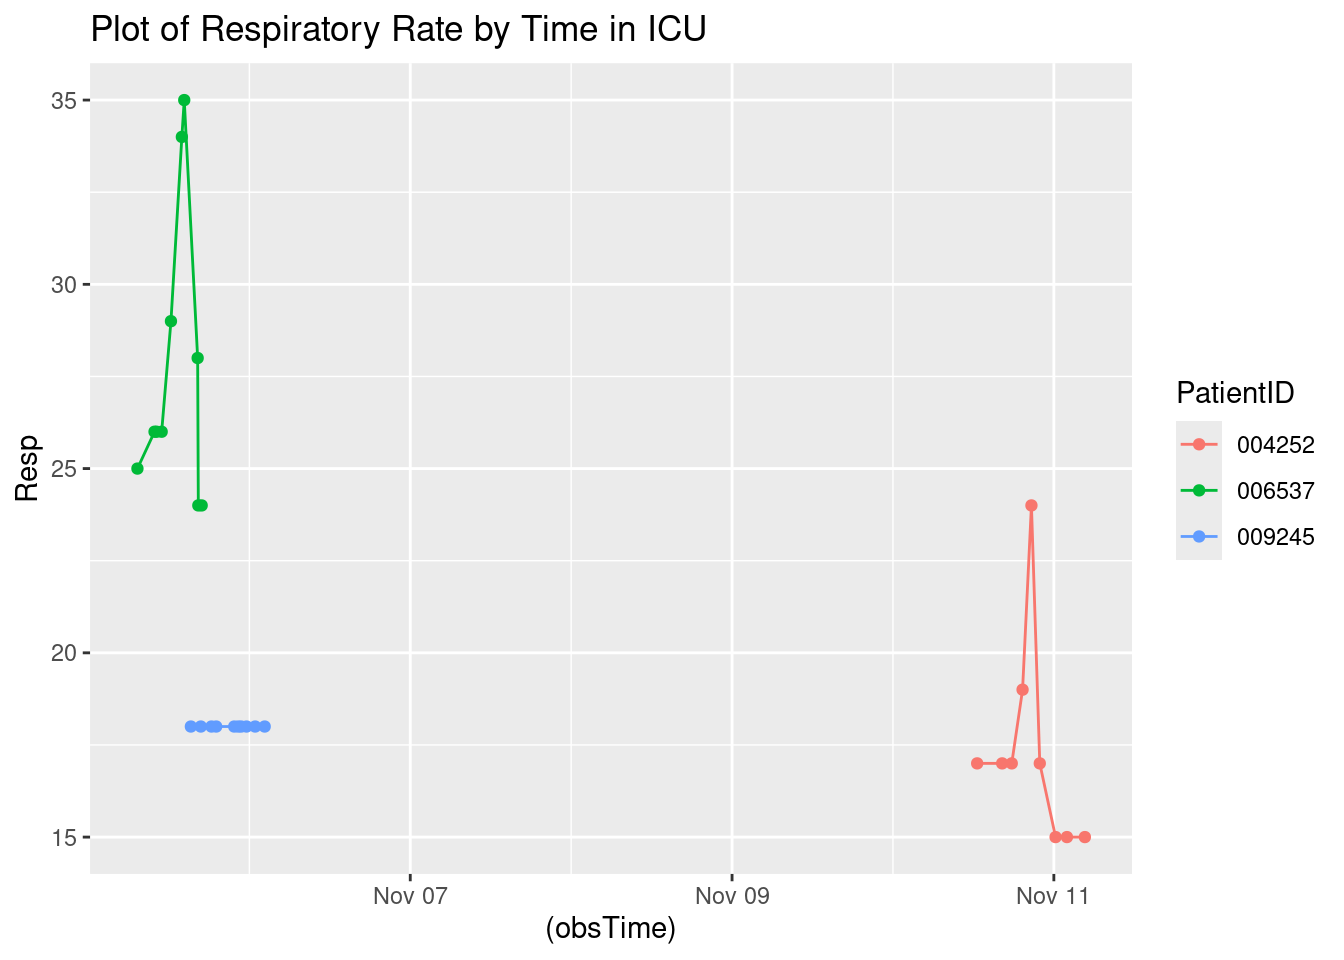 Plot of Respiratory Rate by Time in ICU
35
30
25
20
15
Resp
Nov 07
Nov 09
Nov 11
(obsTime)
PatientID
004252
006537
009245